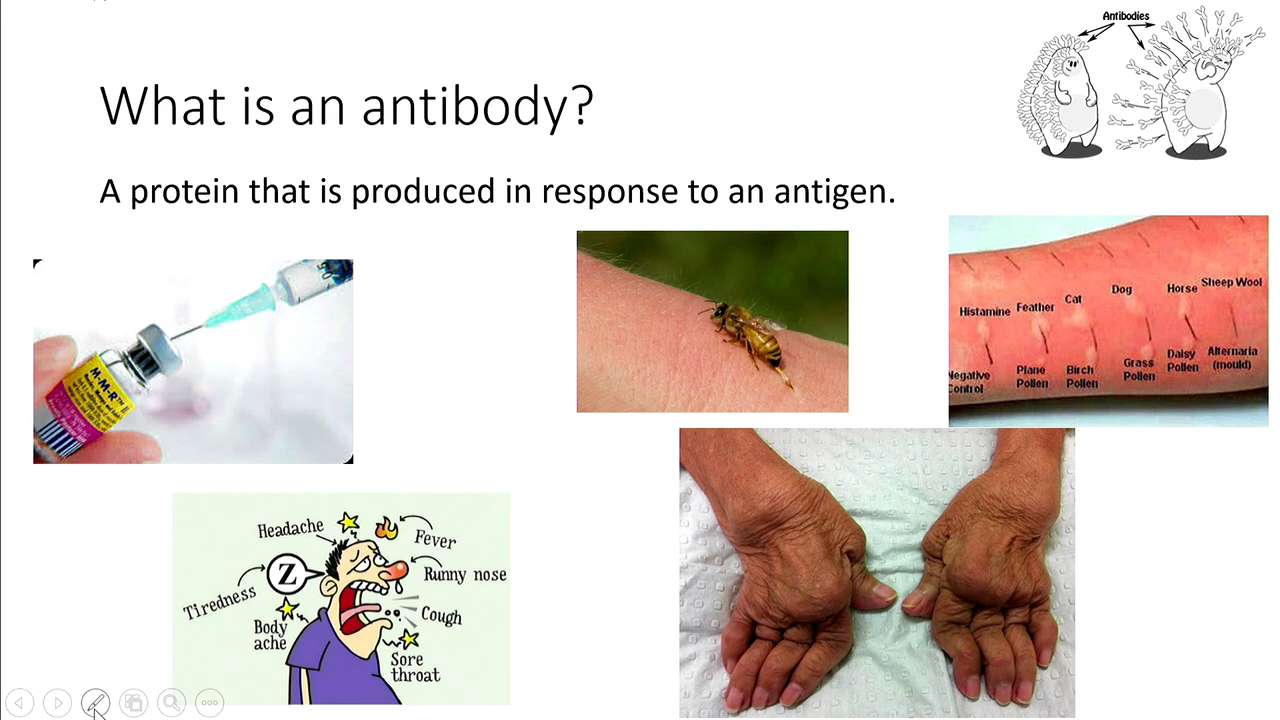 Antibodies
What is an antibody?
A protein that is produced in response to an antigen.
M-M-R™ II
Histamine Feather Cat Dog Horse Sheep Wool
Negative Control
Plane Pollen
Birch Pollen
Grass Pollen
Daisy Pollen
Alternaria (mould)
Headache
Fever
Z
Runny nose
Tiredness
Cough
Body ache
Sore throat